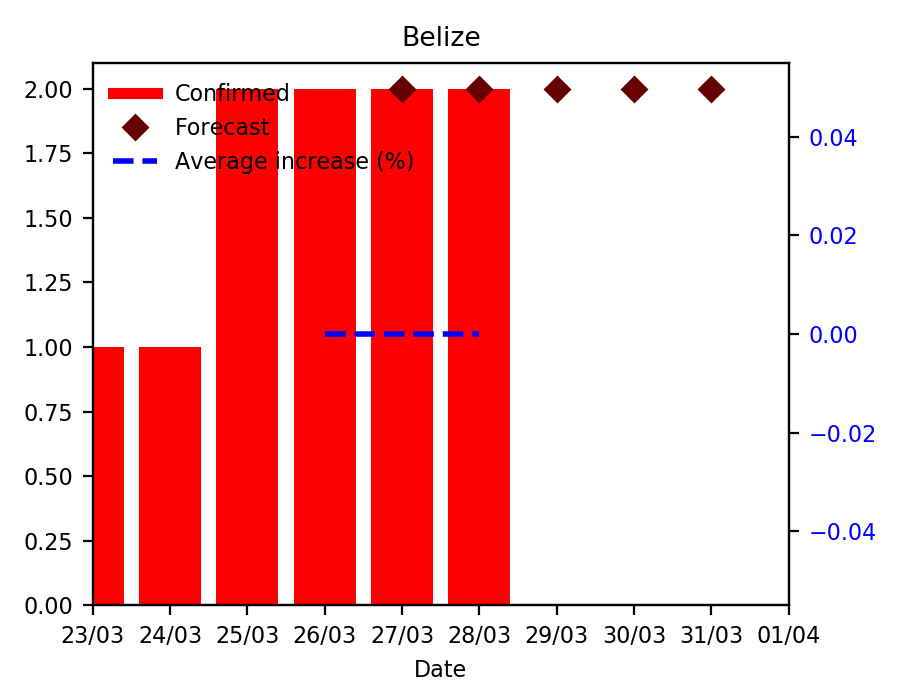 Belize
Confirmed
Forecast
Average increase (%)
2.00
1.75
1.50
1.25
1.00
0.75
0.50
0.25
0.00
0.04
0.02
0.00
−0.02
−0.04
23/03 24/03 25/03 26/03 27/03 28/03 29/03 30/03 31/03 01/04
Date